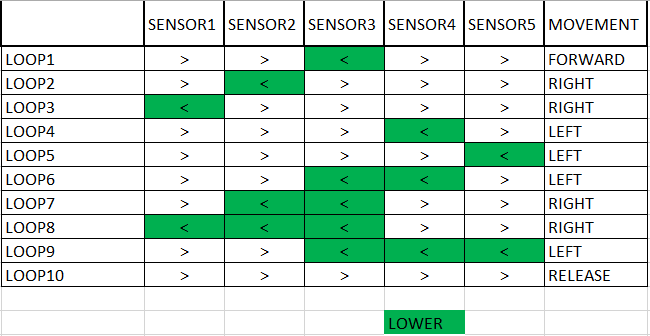 SENSOR1 SENSOR2 SENSOR3 SENSOR4 SENSOR5 MOVEMENT
LOOP1 > > < > > FORWARD
LOOP2 > < > > > RIGHT
LOOP3 < > > > > RIGHT
LOOP4 > > > < > LEFT
LOOP5 > > > > < LEFT
LOOP6 > > < < > LEFT
LOOP7 > < < > > RIGHT
LOOP8 < < < > > RIGHT
LOOP9 > > < < < LEFT
LOOP10 > > > > > RELEASE
LOWER